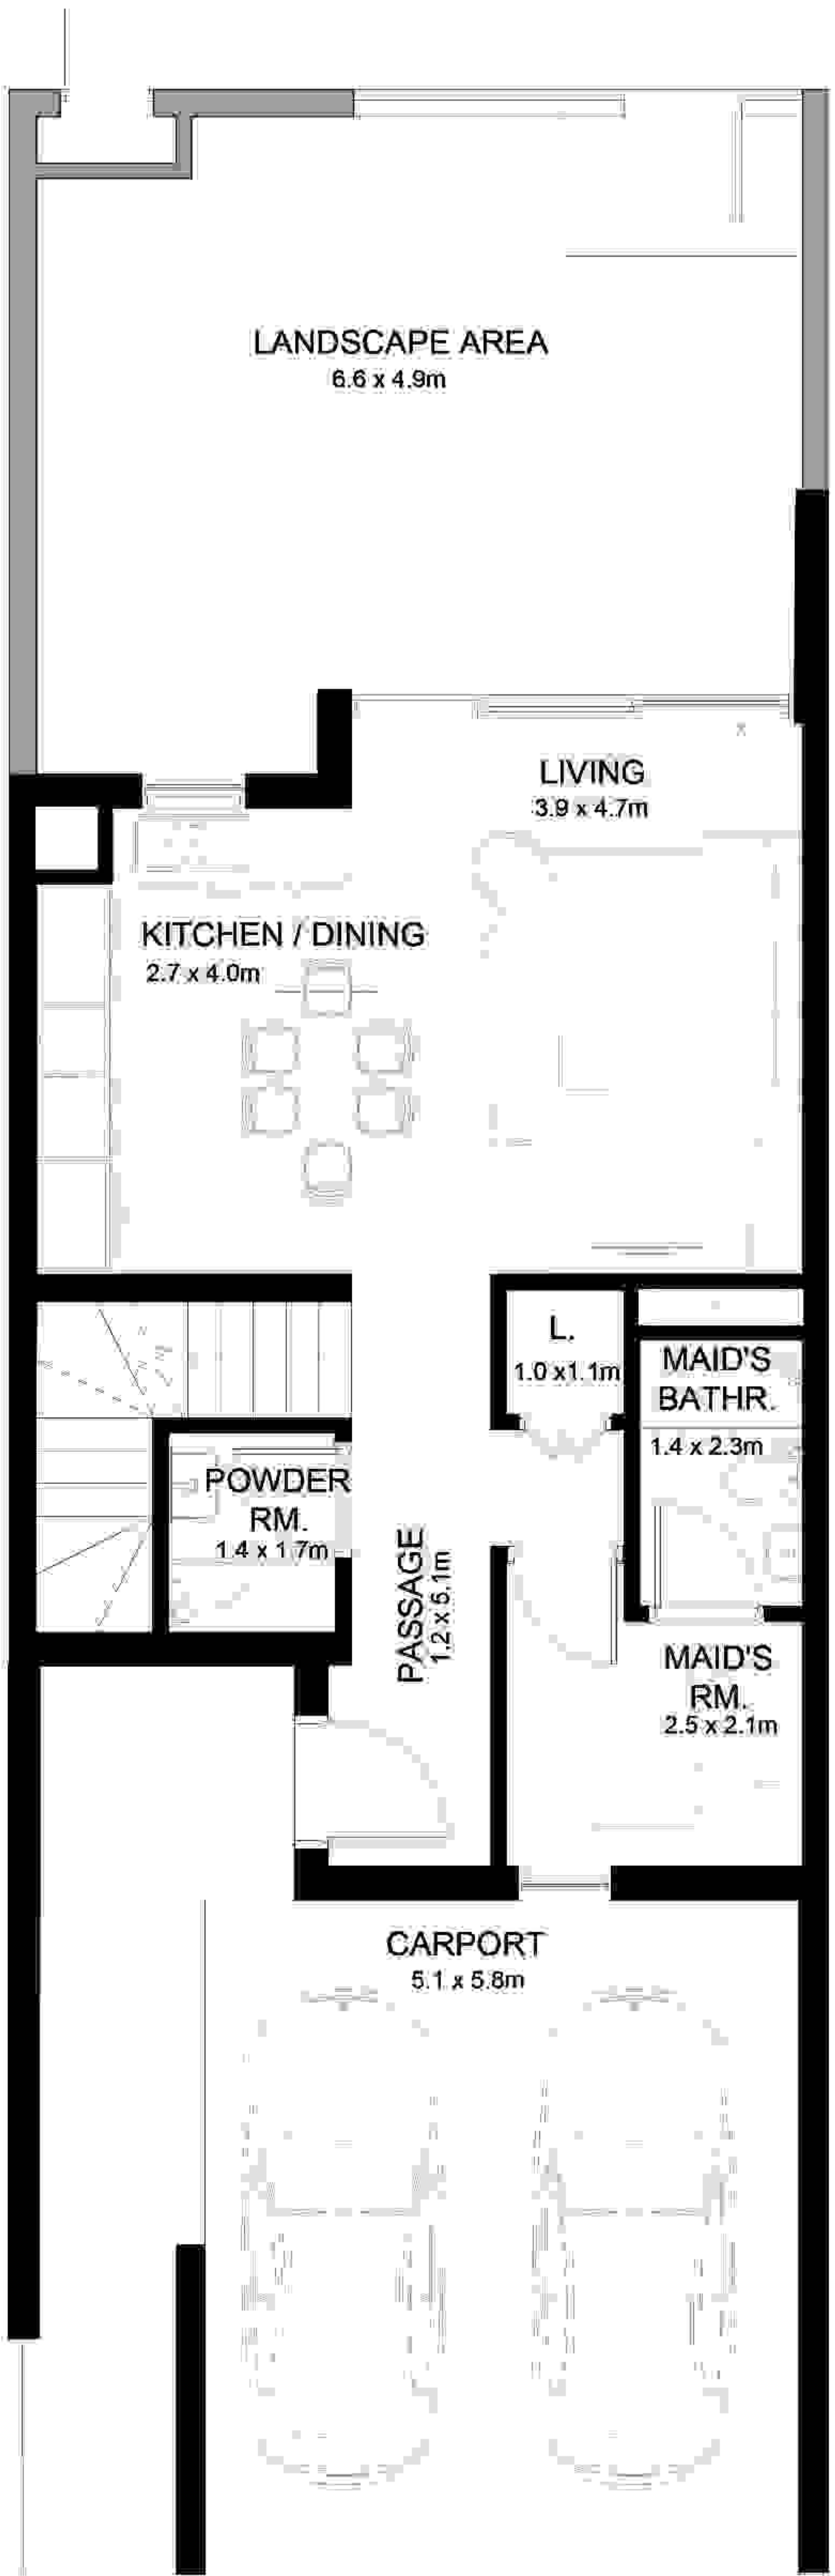 LANDSCAPE AREA
6.6 x 4.9m
LIVING
3.9 x 4.7m
KITCHEN / DINING
2.7 x 4.0m
L.
1.0 x1.1m
MAID'S
BATHR.
1.4 x 2.3m
POWDER
RM.
1.4 x 1.7m
PASSAGE
1.2 x 5.1m
MAID'S
RM.
2.5 x 2.1m
CARPORT
5.1 x 5.8m